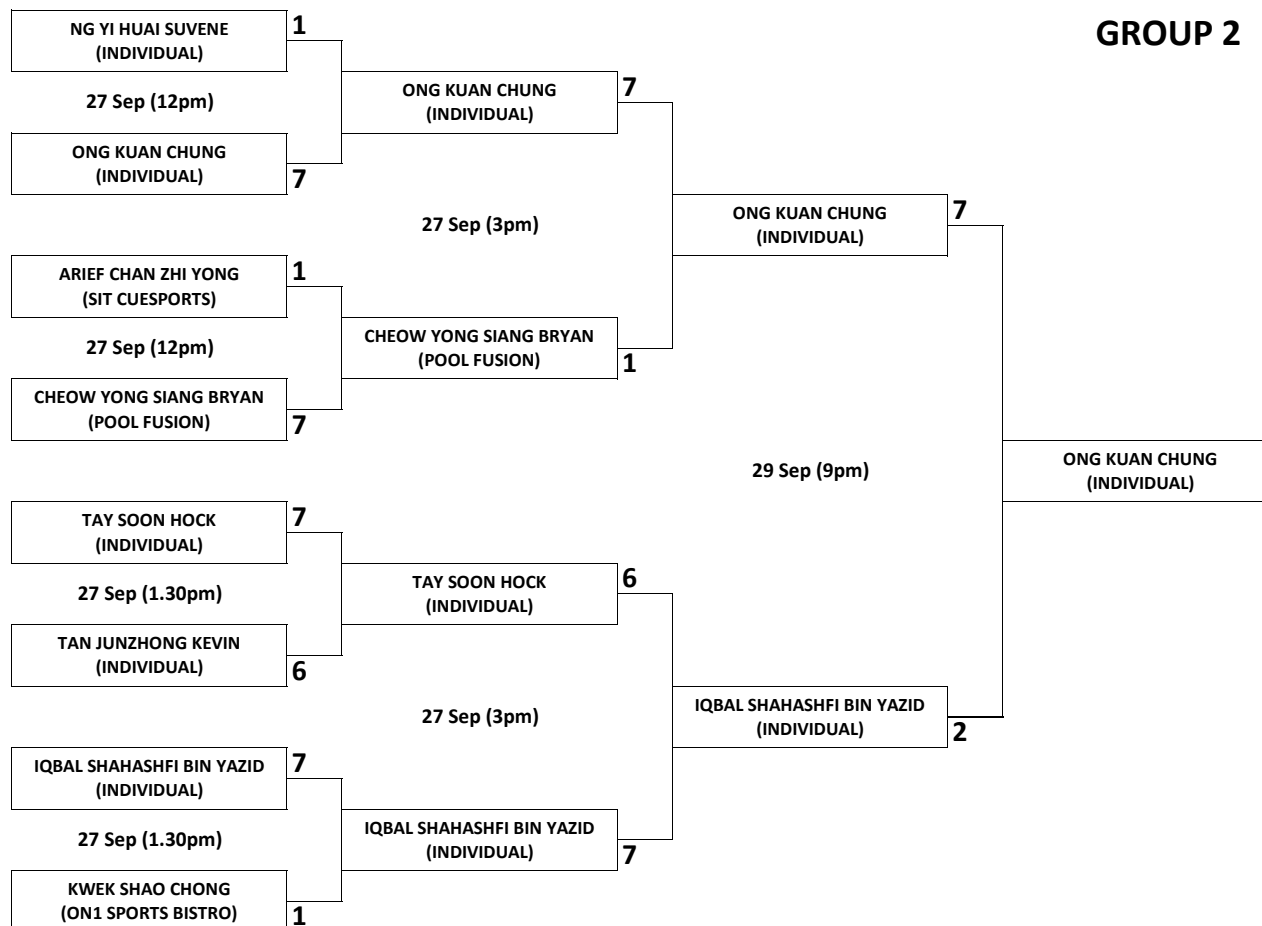 GROUP 2
NG YI HUAI SUVENE
(INDIVIDUAL)
1
27 Sep (12pm)
ONG KUAN CHUNG
(INDIVIDUAL)
7
ARIEF CHAN ZHI YONG
(SIT CUESPORTS)
1
27 Sep (12pm)
CHEOW YONG SIANG BRYAN
(POOL FUSION)
7
TAY SOON HOCK
(INDIVIDUAL)
7
27 Sep (1.30pm)
TAN JUNZHONG KEVIN
(INDIVIDUAL)
6
IQBAL SHAHASHFI BIN YAZID
(INDIVIDUAL)
7
27 Sep (1.30pm)
KWEK SHAO CHONG
(ON1 SPORTS BISTRO)
1
ONG KUAN CHUNG
(INDIVIDUAL)
7
27 Sep (3pm)
CHEOW YONG SIANG BRYAN
(POOL FUSION)
1
TAY SOON HOCK
(INDIVIDUAL)
6
27 Sep (3pm)
IQBAL SHAHASHFI BIN YAZID
(INDIVIDUAL)
7
ONG KUAN CHUNG
(INDIVIDUAL)
7
29 Sep (9pm)
IQBAL SHAHASHFI BIN YAZID
(INDIVIDUAL)
2
ONG KUAN CHUNG
(INDIVIDUAL)